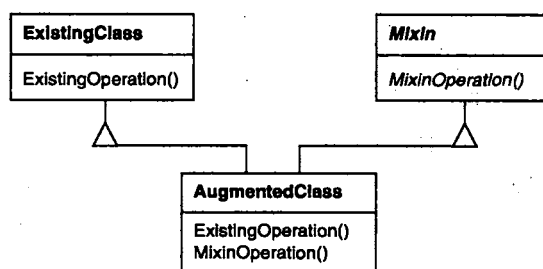 ExistingClass
ExistingOperation()
Mixin
MixinOperation()
AugmentedClass
ExistingOperation()
MixinOperation()